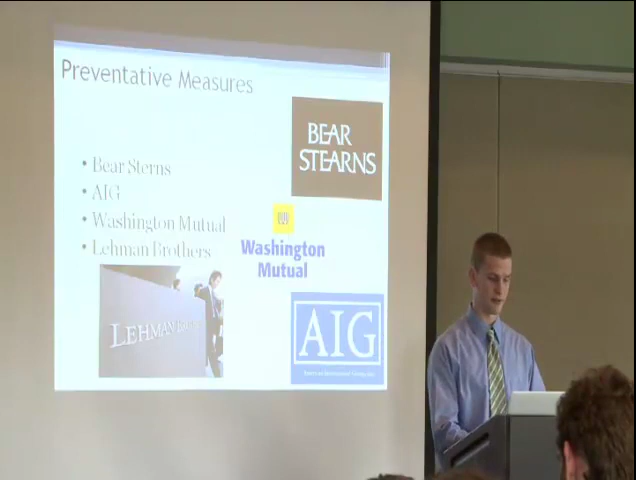 Preventative Measures
BEAR
STEARNS
• Bear Sterns
• AIG
• Washington Mutual
• Lehman Brothers
W
Washington
Mutual
LEHMAN
AIG